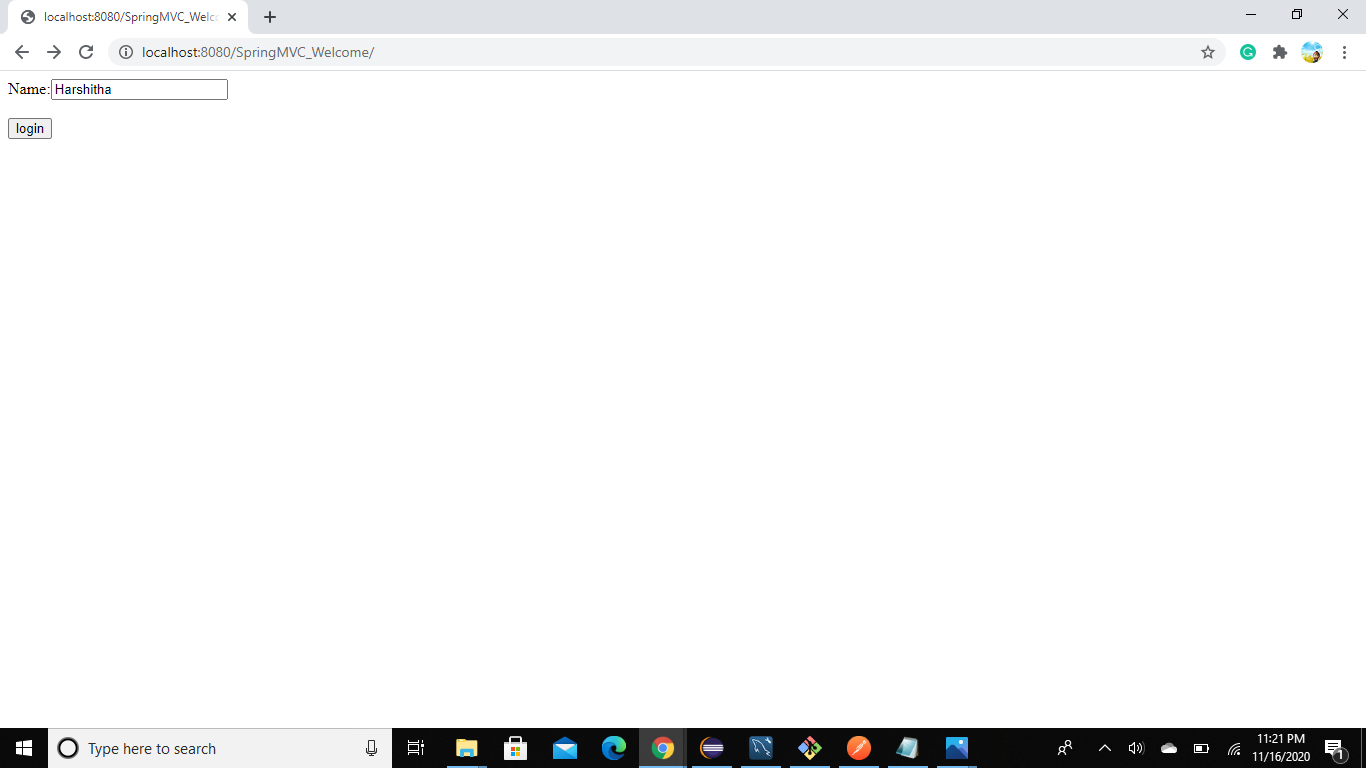 localhost:8080/SpringMVC_Welc
localhost:8080/SpringMVC_Welcome/
Name: Harshitha
login
Type here to search
11:21 PM
11/16/2020
1